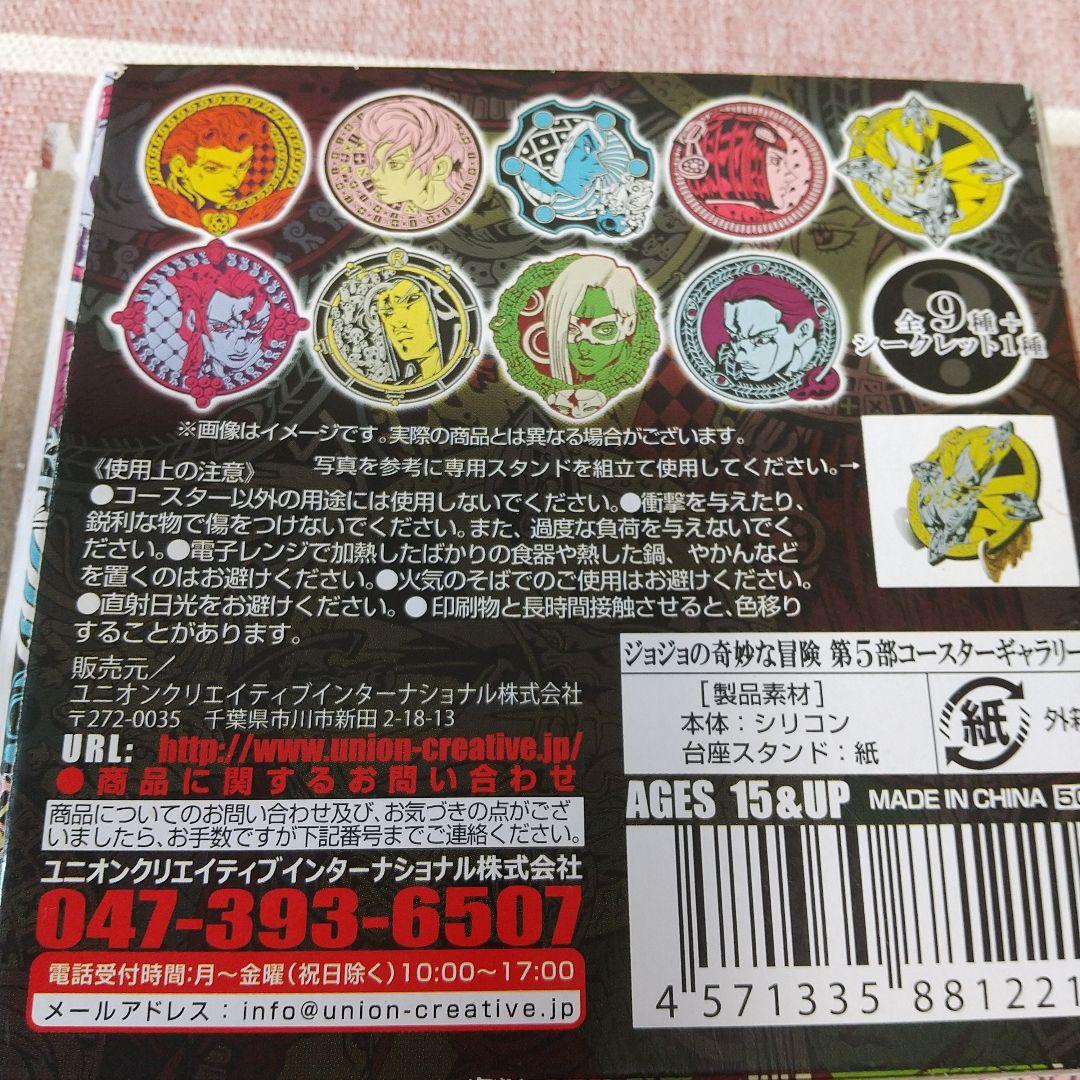 R
全9種+
シークレット1種
※画像はイメージです。実際の商品とは異なる場合がございます。
《使用上の注意》 写真を参考に専用スタンドを組立て使用してください。→
●コースター以外の用途には使用しないでください。●衝撃を与えたり、
鋭利な物で傷をつけないでください。また、過度な負荷を与えないでく
ださい。●電子レンジで加熱したばかりの食器や熱した鍋、やかんなど
を置くのはお避けください。●火気のそばでのご使用はお避けください。
●直射日光をお避けください。●印刷物と長時間接触させると、色移り
することがあります。
販売元/
ユニオンクリエイティブインターナショナル株式会社
〒272-0035 千葉県市川市新田2-18-13
URL: http://www.union-creative.jp/
●商品に関するお問い合わせ
商品についてのお問い合わせ及び、お気づきの点がござ
いましたら、お手数ですが下記番号までご連絡ください。
ユニオンクリエイティブインターナショナル株式会社
047-393-6507
電話受付時間:月〜金曜(祝日除く)10:00〜17:00
メールアドレス:info@union-creative.jp
ジョジョの奇妙な冒険 第5部コースターギャラリー
[製品素材]
本体:シリコン
台座スタンド:紙
紙
外箱
AGES 15&UP MADE IN CHINA
4 571335 881221